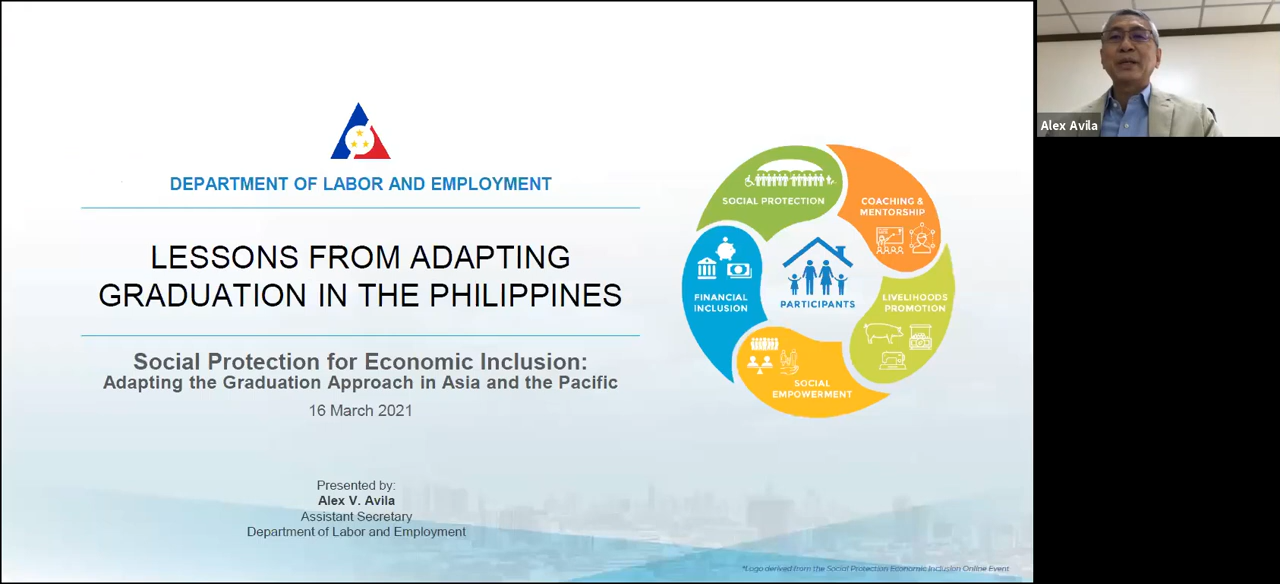 DEPARTMENT OF LABOR AND EMPLOYMENT
LESSONS FROM ADAPTING
GRADUATION IN THE PHILIPPINES
Social Protection for Economic Inclusion:
Adapting the Graduation Approach in Asia and the Pacific
16 March 2021
Presented by:
Alex V. Avila
Assistant Secretary
Department of Labor and Employment
SOCIAL PROTECTION
COACHING &
MENTORSHIP
LIVELIHOODS
PROMOTION
SOCIAL
EMPOWERMENT
FINANCIAL
INCLUSION
PARTICIPANTS
*Logo derived from the Social Protection Economic Inclusion Online Event
Alex Avila